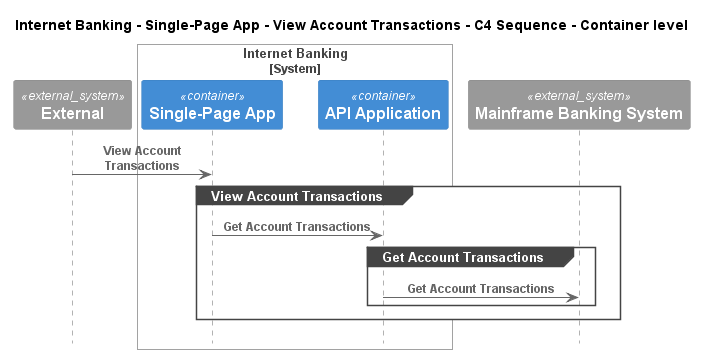 Internet Banking - Single-Page App - View Account Transactions - C4 Sequence - Container level
Internet Banking
[System]
«external_system»
External
«container»
Single-Page App
«container»
API Application
«external_system»
Mainframe Banking System
View Account
Transactions
View Account Transactions
Get Account Transactions
Get Account Transactions
Get Account Transactions